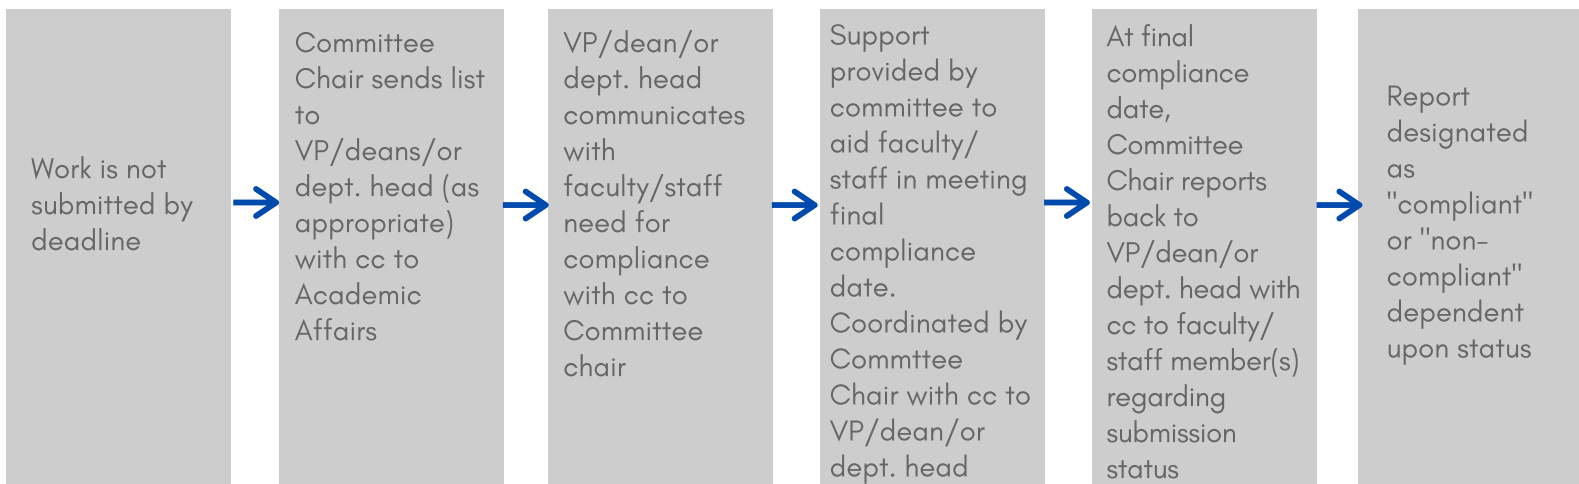 Work is not
submitted by
deadline
Committee
Chair sends list
to
VP/deans/or
dept. head (as
appropriate)
with cc to
Academic
Affairs
VP/dean/or
dept. head
communicates
with
faculty/staff
need for
compliance
with cc to
Committee
chair
Support
provided by
committee to
aid faculty/
staff in meeting
final
compliance
date.
Coordinated by
Commttee
Chair with cc to
VP/dean/or
dept. head
At final
compliance
date,
Committee
Chair reports
back to
VP/dean/or
dept. head with
cc to faculty/
staff member(s)
regarding
submission
status
Report
designated
as
"compliant"
or "non-
compliant"
dependent
upon status